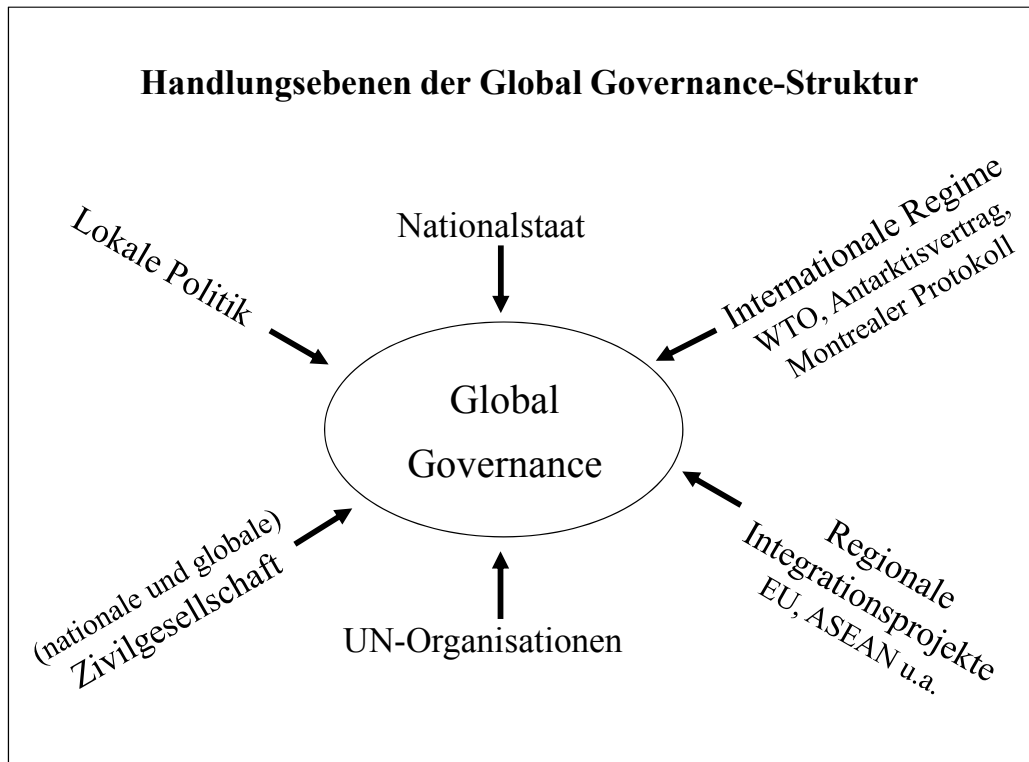 Handlungsebenen der Global Governance-Struktur
Lokale Politik
Nationalstaat
Internationale Regime
WTO, Antarktisvertrag,
Montrealer Protokoll
Global
Governance
(nationale und globale)
Zivilgesellschaft
UN-Organisationen
Regionale
Integrationsprojekte
EU, ASEAN u.a.